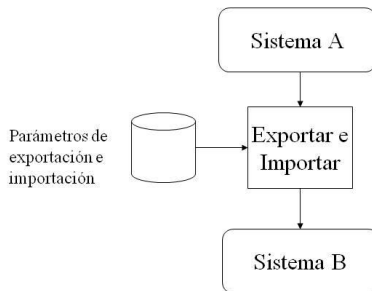 Sistema A
Parámetros de
exportación e
importación
Exportar e
Importar
Sistema B